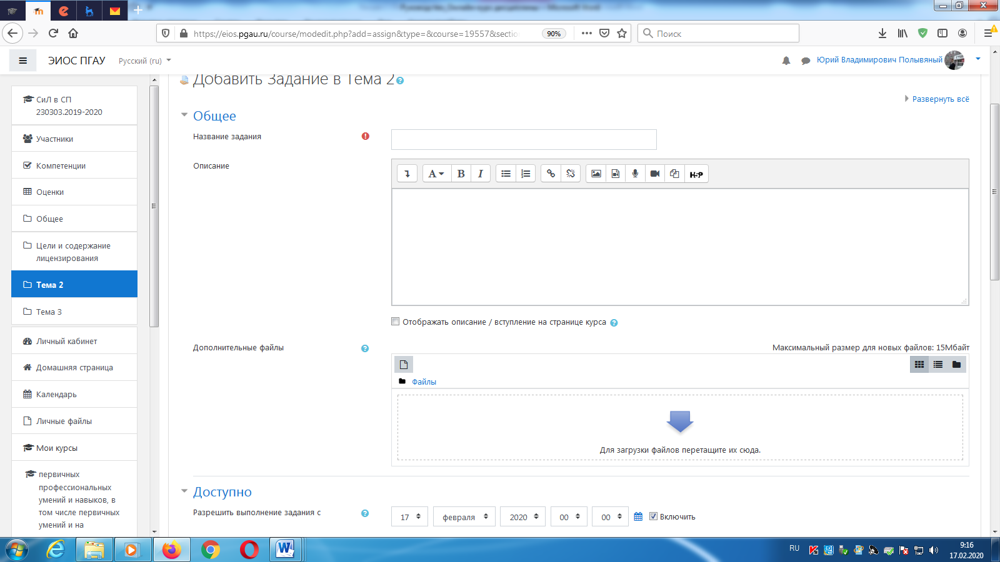 https://eios.pgau.ru/course/modedit.php?add=assign&type=&course=19557&sectio
90%
Поиск
ЭИОС ПГАУ
Русский (ru)
Юрий Владимирович Полывяный
СиЛ в СП
230303.2019-2020
Участники
Компетенции
Оценки
Общее
Цели и содержание
лицензирования
Тема 2
Тема 3
Личный кабинет
Домашняя страница
Календарь
Личные файлы
Мои курсы
первичных
профессиональных
умений и навыков, в
том числе первичных
умений и на
Добавить Задание в Тема 2
Развернуть всё
Общее
Название задания
Описание
A B I
H5P
Отображать описание / вступление на странице курса
Дополнительные файлы
Максимальный размер для новых файлов: 15Мбайт
Файлы
Для загрузки файлов перетащите их сюда.
Доступно
Разрешить выполнение задания с
17 февраля 2020 00 00 Включить
RU
9:16
17.02.2020